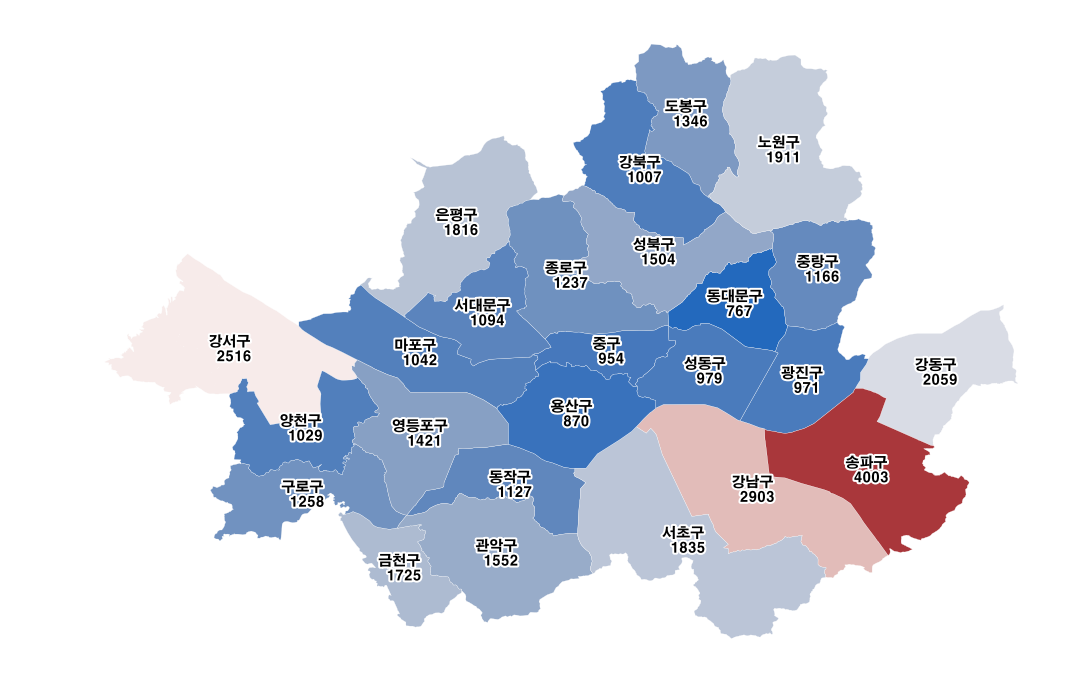 도봉구
1346
노원구
1911
강북구
1007
은평구
1816
성북구
1504
중랑구
1166
종로구
1237
동대문구
767
서대문구
1094
강서구
2516
마포구
1042
중구
954
성동구
979
광진구
971
강동구
2059
용산구
870
양천구
1029
영등포구
1421
송파구
4003
강남구
2903
동작구
1127
구로구
1258
서초구
1835
관악구
1552
금천구
1725